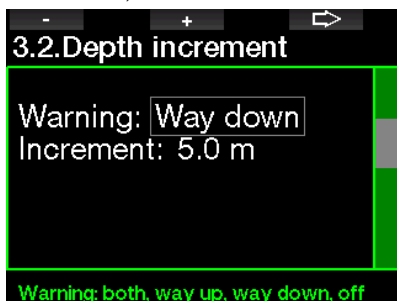 - + ⇨
3.2.Depth increment
Warning: Way down
Increment: 5.0 m
Warning: both, way up, way down, off